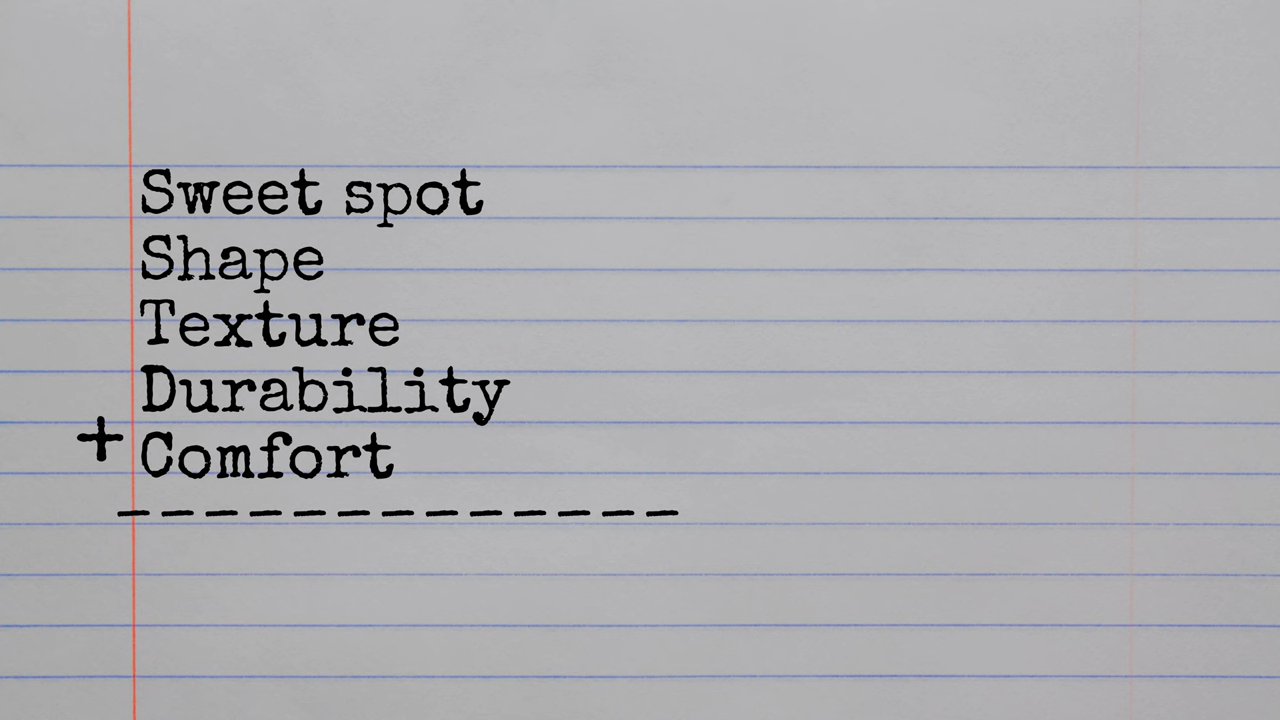 Sweet spot
Shape
Texture
Durability
+ Comfort
--------------